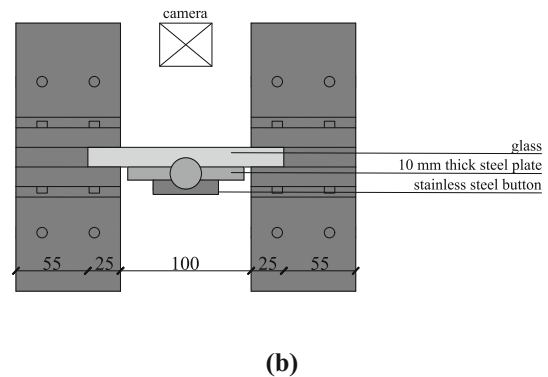 camera
glass
10 mm thick steel plate
stainless steel button
55 25 100 25 55
(b)